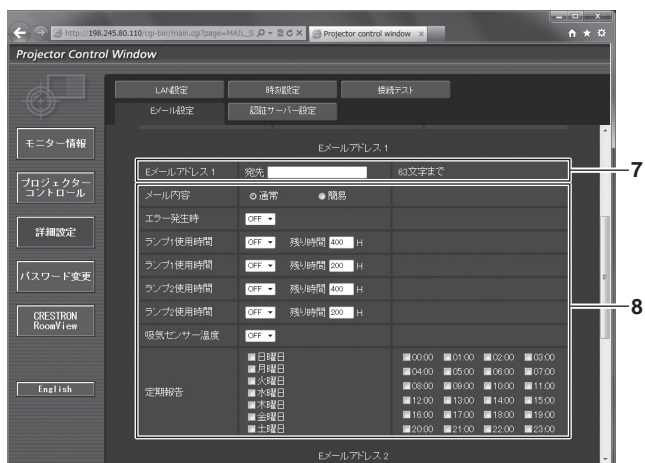 http://198.245.80.110/cgi-bin/main.cgi?page=MAIL_S
Projector control window
Projector Control Window
LAN設定 時刻設定 接続テスト
Eメール設定 認証サーバー設定
モニター情報
プロジェクター
コントロール
詳細設定
パスワード変更
CRESTRON
RoomView
English
Eメールアドレス 1
Eメールアドレス 1 宛先 63文字まで
7
メール内容 通常 簡易
エラー発生時 OFF
ランプ1使用時間 OFF 残り時間 400 H
ランプ1使用時間 OFF 残り時間 200 H
ランプ2使用時間 OFF 残り時間 400 H
ランプ2使用時間 OFF 残り時間 200 H
8
吸気センサー温度 OFF
定期報告
日曜日
月曜日
火曜日
水曜日
木曜日
金曜日
土曜日
00:00 01:00 02:00 03:00
04:00 05:00 06:00 07:00
08:00 09:00 10:00 11:00
12:00 13:00 14:00 15:00
16:00 17:00 18:00 19:00
20:00 21:00 22:00 23:00
Eメールアドレス 2